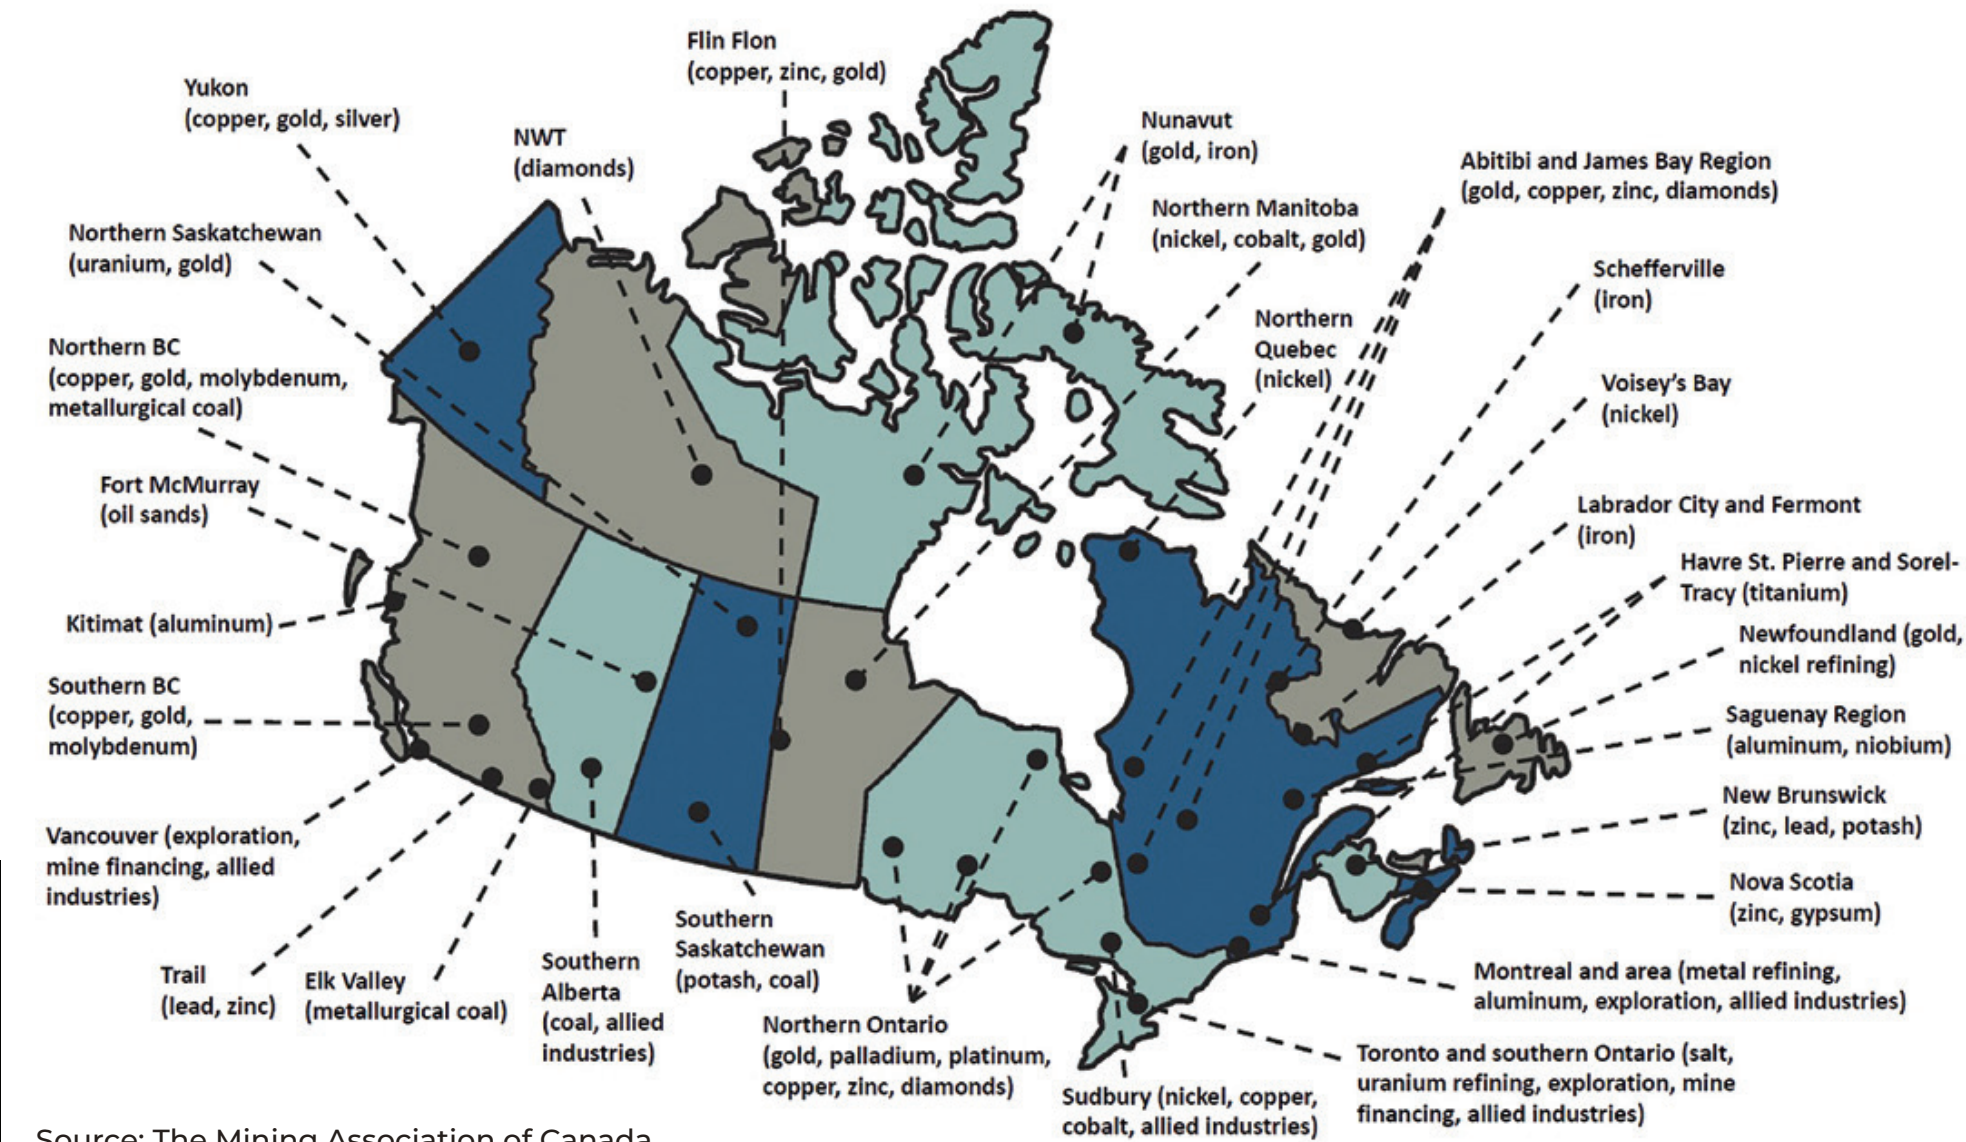 Flin Flon
(copper, zinc, gold)
Yukon
(copper, gold, silver)
NWT
(diamonds)
Nunavut
(gold, iron)
Abitibi and James Bay Region
(gold, copper, zinc, diamonds)
Northern Saskatchewan
(uranium, gold)
Northern Manitoba
(nickel, cobalt, gold)
Schefferville
(iron)
Northern BC
(copper, gold, molybdenum,
metallurgical coal)
Northern
Quebec
(nickel)
Voisey's Bay
(nickel)
Fort McMurray
(oil sands)
Labrador City and Fermont
(iron)
Havre St. Pierre and Sorel-
Tracy (titanium)
Kitimat (aluminum)
Newfoundland (gold,
nickel refining)
Southern BC
(copper, gold,
molybdenum)
Saguenay Region
(aluminum, niobium)
New Brunswick
(zinc, lead, potash)
Vancouver (exploration,
mine financing, allied
industries)
Nova Scotia
(zinc, gypsum)
Trail
(lead, zinc)
Elk Valley
(metallurgical coal)
Southern
Alberta
(coal, allied
industries)
Southern
Saskatchewan
(potash, coal)
Northern Ontario
(gold, palladium, platinum,
copper, zinc, diamonds)
Montreal and area (metal refining,
aluminum, exploration, allied industries)
Toronto and southern Ontario (salt,
uranium refining, exploration, mine
financing, allied industries)
Sudbury (nickel, copper,
cobalt, allied industries)
Source: The Mining Association of Canada